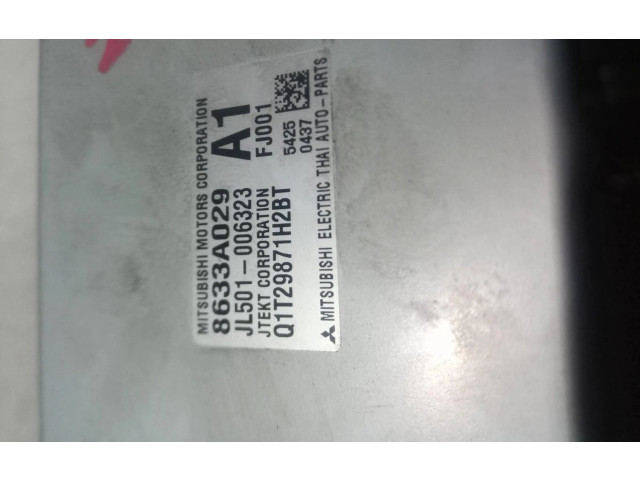 MITSUBISHI MOTORS CORPORATION
8633A029 A1
JL501-006323
JTEKT CORPORATION FJ001
Q1T29871H2BT 5425
0437
MITSUBISHI ELECTRIC THAI AUTO-PARTS